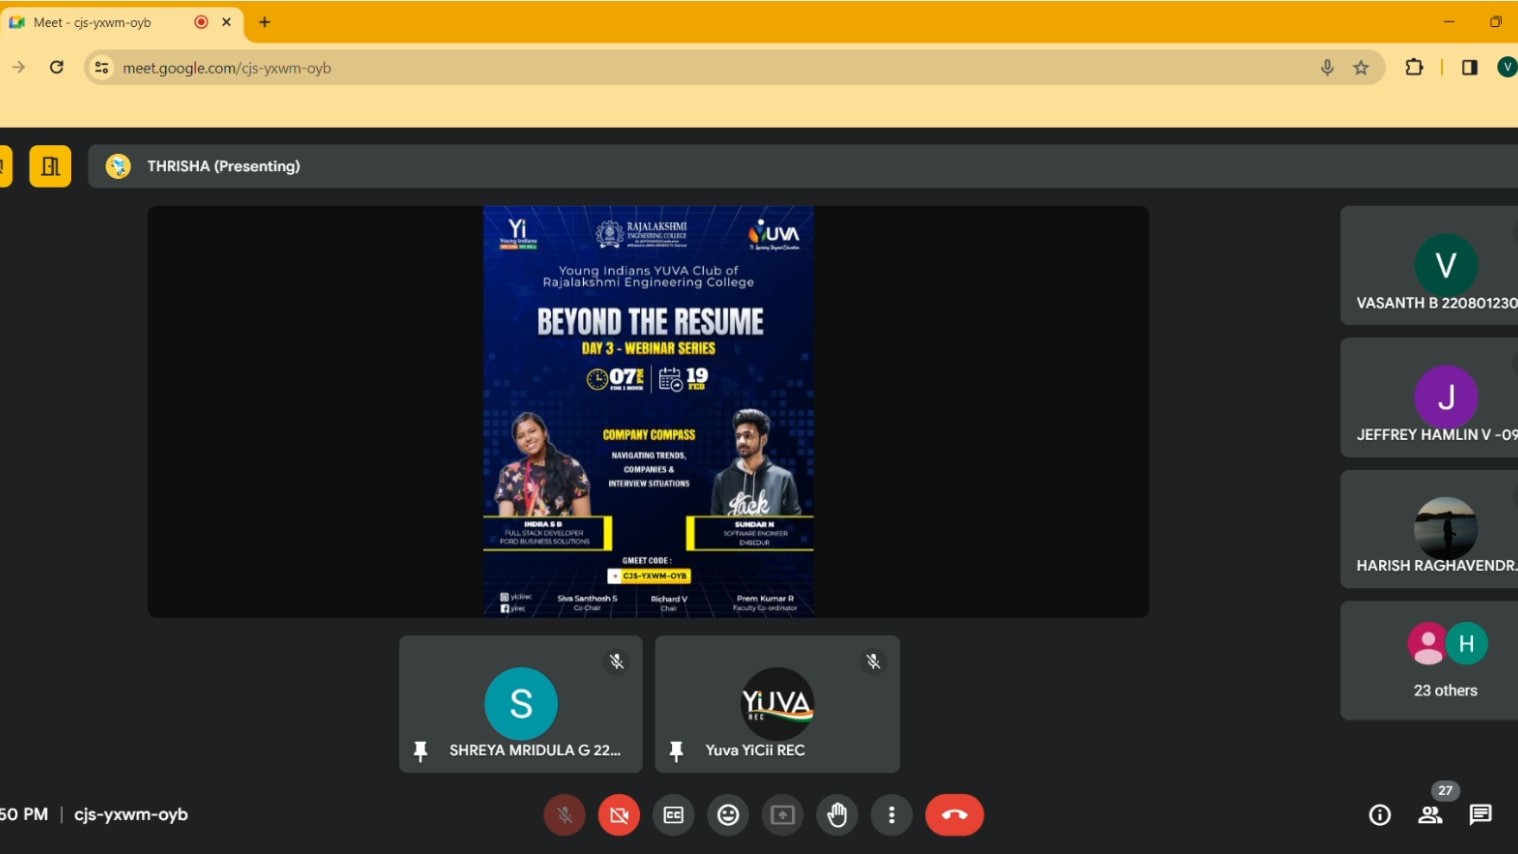 Meet - cjs-yxwm-oyb
meet.google.com/cjs-yxwm-oyb
V
THRISHA (Presenting)
Yi
Young Indians
RAJALAKSHMI
ENGINEERING COLLEGE
YUVA
Young Indians YUVA Club of
Rajalakshmi Engineering College
BEYOND THE RESUME
DAY 3 - WEBINAR SERIES
07 PM
FOR 1 HOUR
19
FEB
COMPANY COMPASS
NAVIGATING TRENDS,
COMPANIES &
INTERVIEW SITUATIONS
INDRA S B
FULL STACK DEVELOPER
FORD BUSINESS SOLUTIONS
SUNDAR N
SOFTWARE ENGINEER
EMBEDUR
GMEET CODE :
CJS-YXWM-OYB
yirec
Siva Santhosh S
Co-Chair
Richard V
Chair
Prem Kumar R
Faculty Co-ordinator
V
VASANTH B 220801230
J
JEFFREY HAMLIN V -09
HARISH RAGHAVENDR.
H
23 others
S
SHREYA MRIDULA G 22...
YUVA
REC
Yuva YiCii REC
50 PM
cjs-yxwm-oyb
27